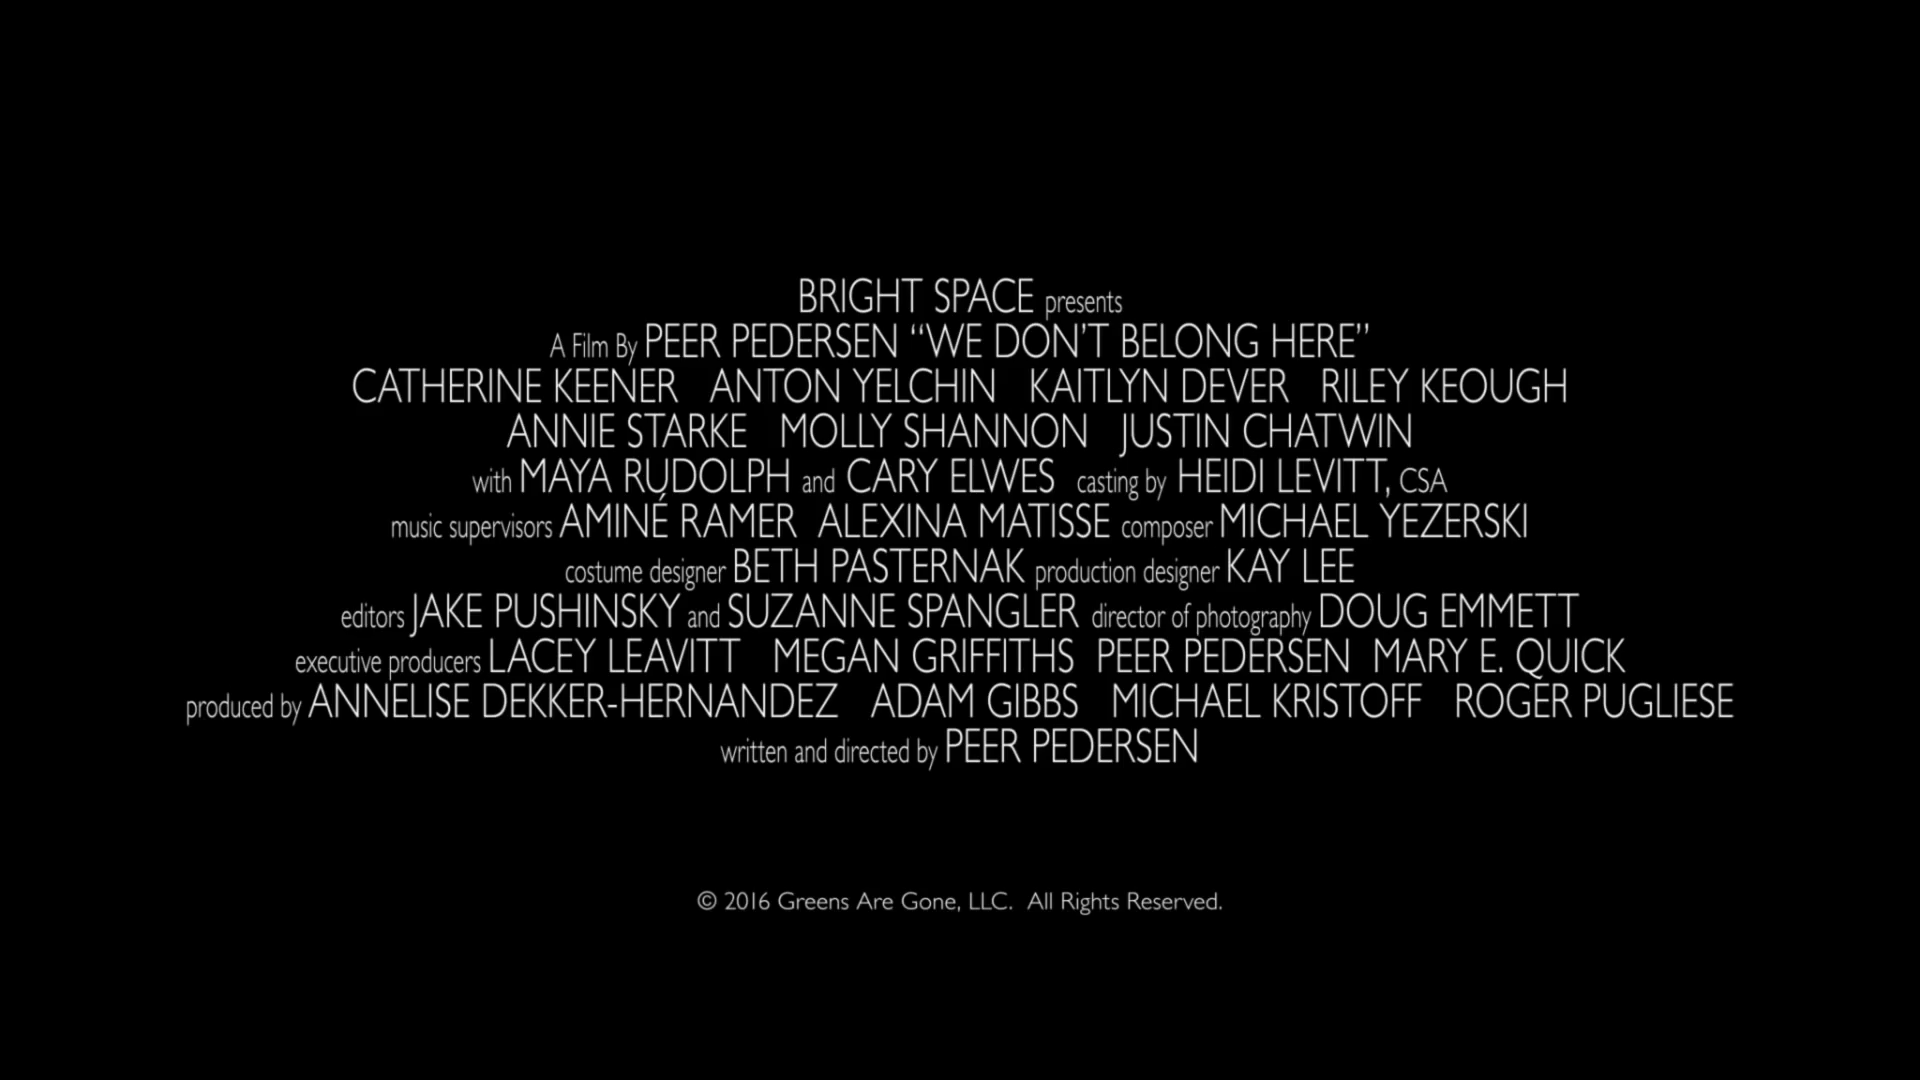 BRIGHT SPACE presents
A Film By PEER PEDERSEN “WE DON’T BELONG HERE”
CATHERINE KEENER ANTON YELCHIN KAITLYN DEVER RILEY KEOUGH
ANNIE STARKE MOLLY SHANNON JUSTIN CHATWIN
with MAYA RUDOLPH and CARY ELWES casting by HEIDI LEVITT, CSA
music supervisors AMINÉ RAMER ALEXINA MATISSE composer MICHAEL YEZERSKI
costume designer BETH PASTERNAK production designer KAY LEE
editors JAKE PUSHINSKY and SUZANNE SPANGLER director of photography DOUG EMMETT
executive producers LACEY LEAVITT MEGAN GRIFFITHS PEER PEDERSEN MARY E. QUICK
produced by ANNELISE DEKKER-HERNANDEZ ADAM GIBBS MICHAEL KRISTOFF ROGER PUGLIESE
written and directed by PEER PEDERSEN
© 2016 Greens Are Gone, LLC. All Rights Reserved.